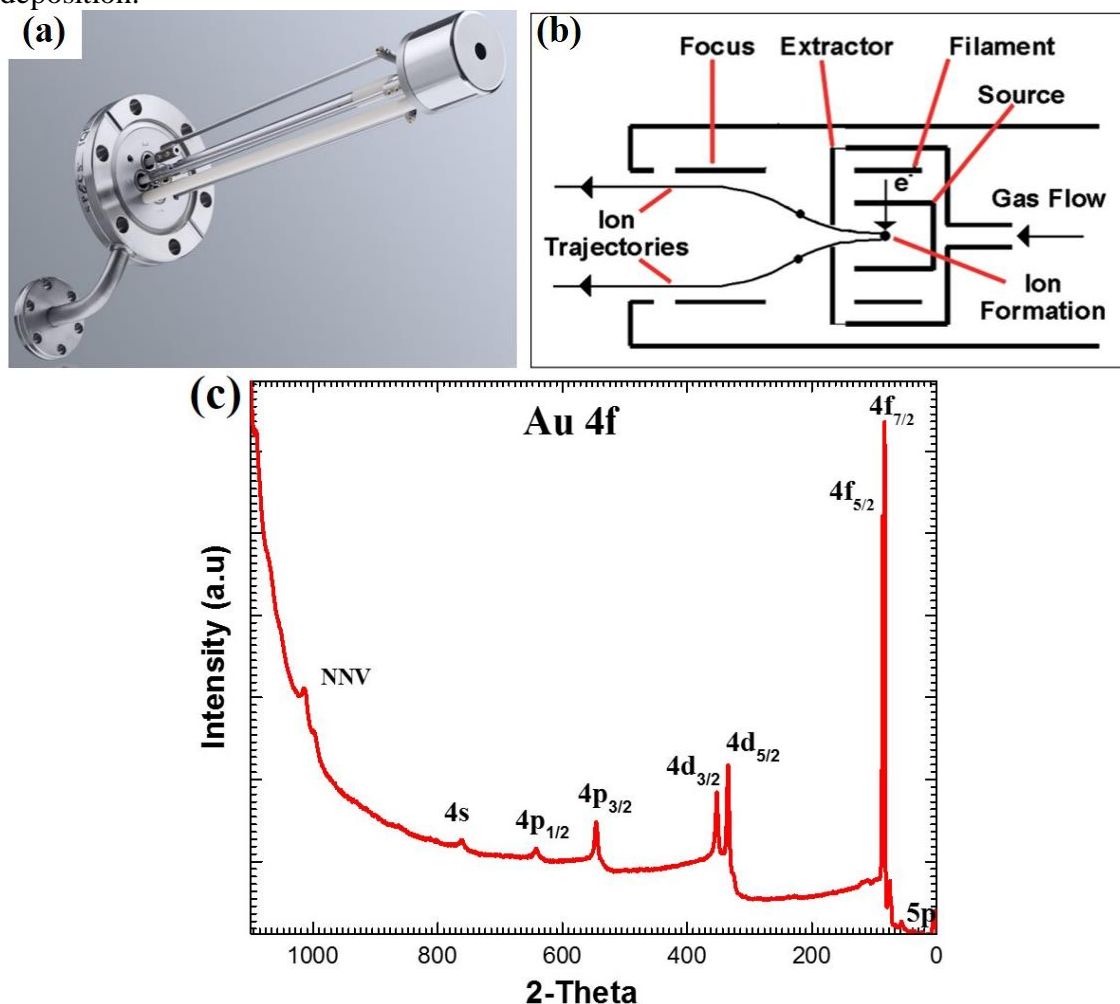 deposition.
(a)
(b)
Focus Extractor Filament
Source
e-
Gas Flow
Ion
Trajectories
Ion
Formation
(c)
Au 4f
4f7/2
4f5/2
NNV
4d5/2
4d3/2
4p3/2
4s
4p1/2
5p
Intensity (a.u)
1000 800 600 400 200 0
2-Theta